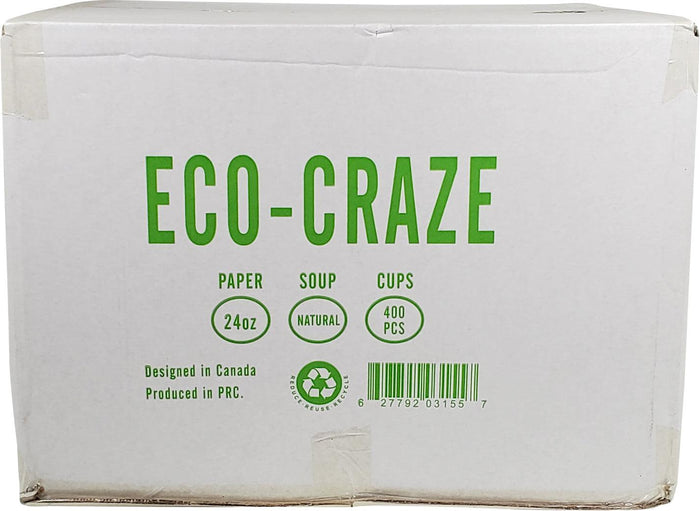 ECO-CRAZE
PAPER SOUP CUPS
24oz NATURAL 400 PCS
Designed in Canada
Produced in PRC.
REDUCE·REUSE·RECYCLE
6 27792 03155 7